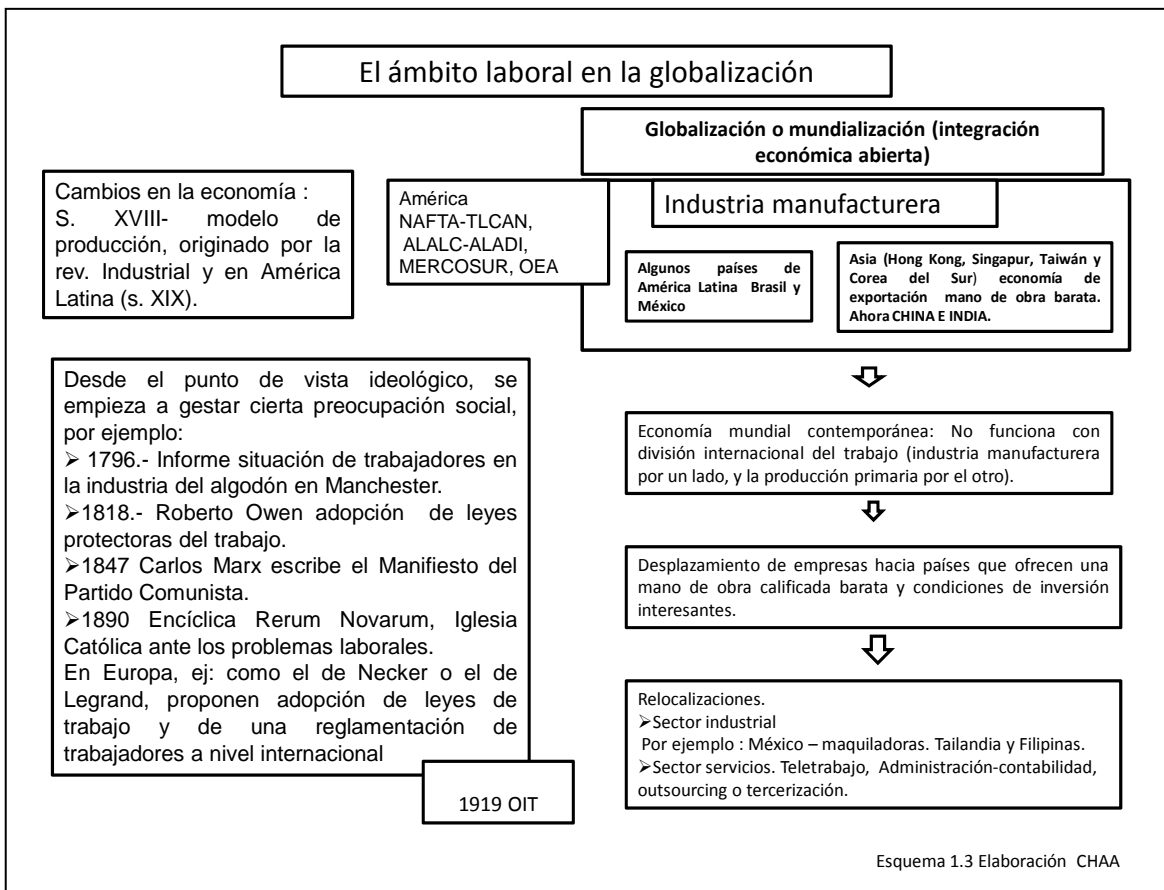 El ámbito laboral en la globalización
Globalización o mundialización (integración
económica abierta)
Cambios en la economía :
S. XVIII- modelo de
producción, originado por la
rev. Industrial y en América
Latina (s. XIX).
América
NAFTA-TLCAN,
ALALC-ALADI,
MERCOSUR, OEA
Industria manufacturera
Algunos países de
América Latina Brasil y
México
Asia (Hong Kong, Singapur, Taiwán y
Corea del Sur) economía de
exportación mano de obra barata.
Ahora CHINA E INDIA.
Desde el punto de vista ideológico, se
empieza a gestar cierta preocupación social,
por ejemplo:
➢ 1796.- Informe situación de trabajadores en
la industria del algodón en Manchester.
➢1818.- Roberto Owen adopción de leyes
protectoras del trabajo.
➢1847 Carlos Marx escribe el Manifiesto del
Partido Comunista.
➢1890 Encíclica Rerum Novarum, Iglesia
Católica ante los problemas laborales.
En Europa, ej: como el de Necker o el de
Legrand, proponen adopción de leyes de
trabajo y de una reglamentación de
trabajadores a nivel internacional
1919 OIT
Economía mundial contemporánea: No funciona con
división internacional del trabajo (industria manufacturera
por un lado, y la producción primaria por el otro).
Desplazamiento de empresas hacia países que ofrecen una
mano de obra calificada barata y condiciones de inversión
interesantes.
Relocalizaciones.
➢Sector industrial
Por ejemplo : México – maquiladoras. Tailandia y Filipinas.
➢Sector servicios. Teletrabajo, Administración-contabilidad,
outsourcing o tercerización.
Esquema 1.3 Elaboración CHAA